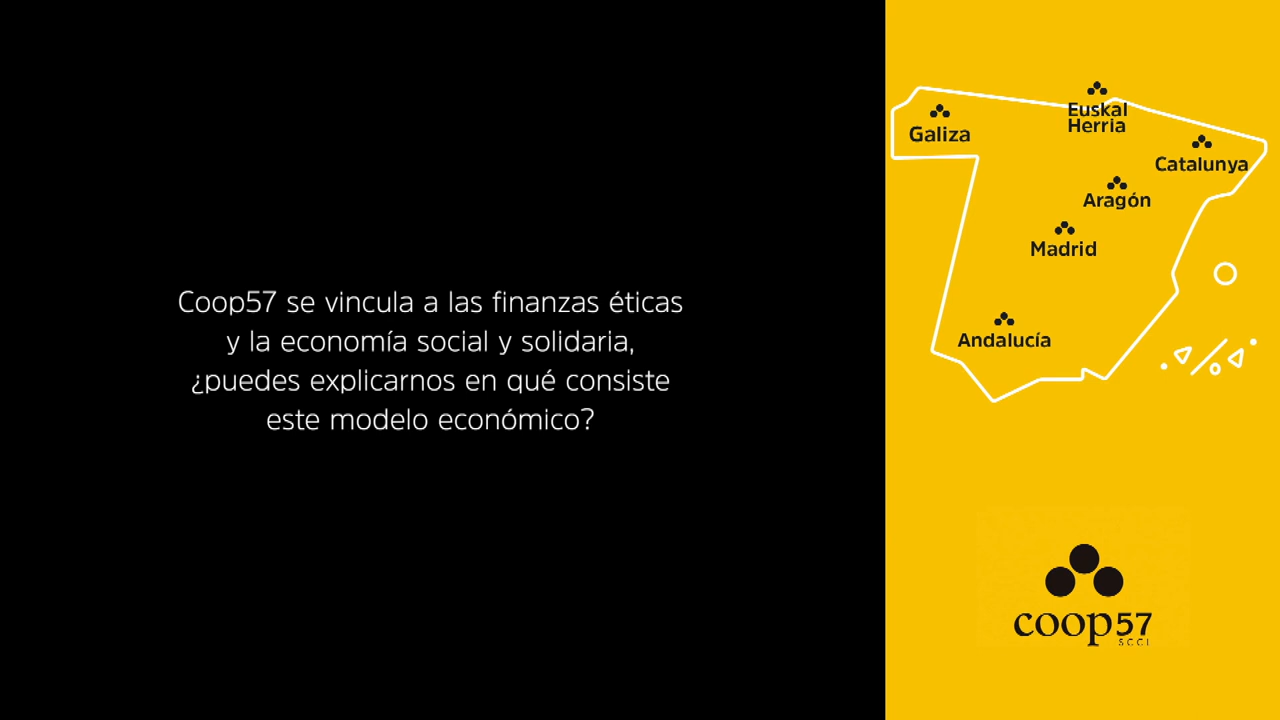 Coop57 se vincula a las finanzas éticas
y la economía social y solidaria,
¿puedes explicarnos en qué consiste
este modelo económico?
Galiza
Euskal
Herria
Catalunya
Aragón
Madrid
Andalucía
coop57
SCCL